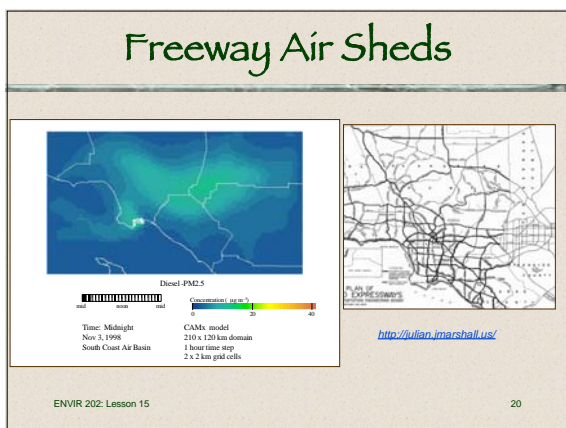 Freeway Air Sheds
Diesel-PM2.5
mid noon mid
Concentration ( µg m⁻³)
0 20 40
Time: Midnight
Nov 3, 1998
South Coast Air Basin
CAMx model
210 x 120 km domain
1 hour time step
2 x 2 km grid cells
PLAN OF
EXPRESSWAYS
http://julian.jmarshall.us/
ENVIR 202: Lesson 15
20